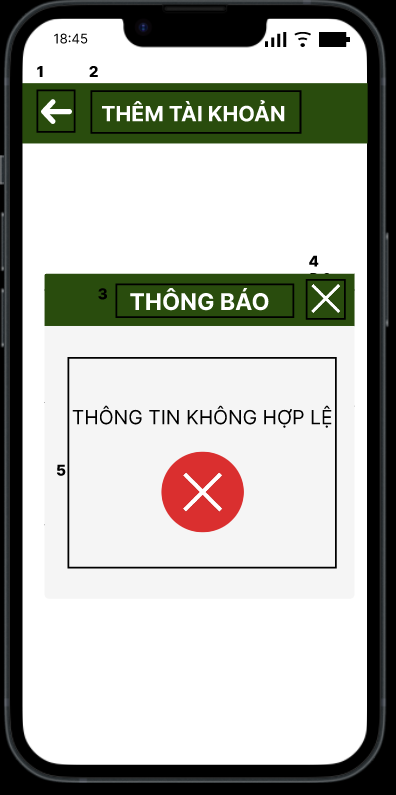 18:45
1 2
THÊM TÀI KHOẢN
4
3 THÔNG BÁO
THÔNG TIN KHÔNG HỢP LỆ
5